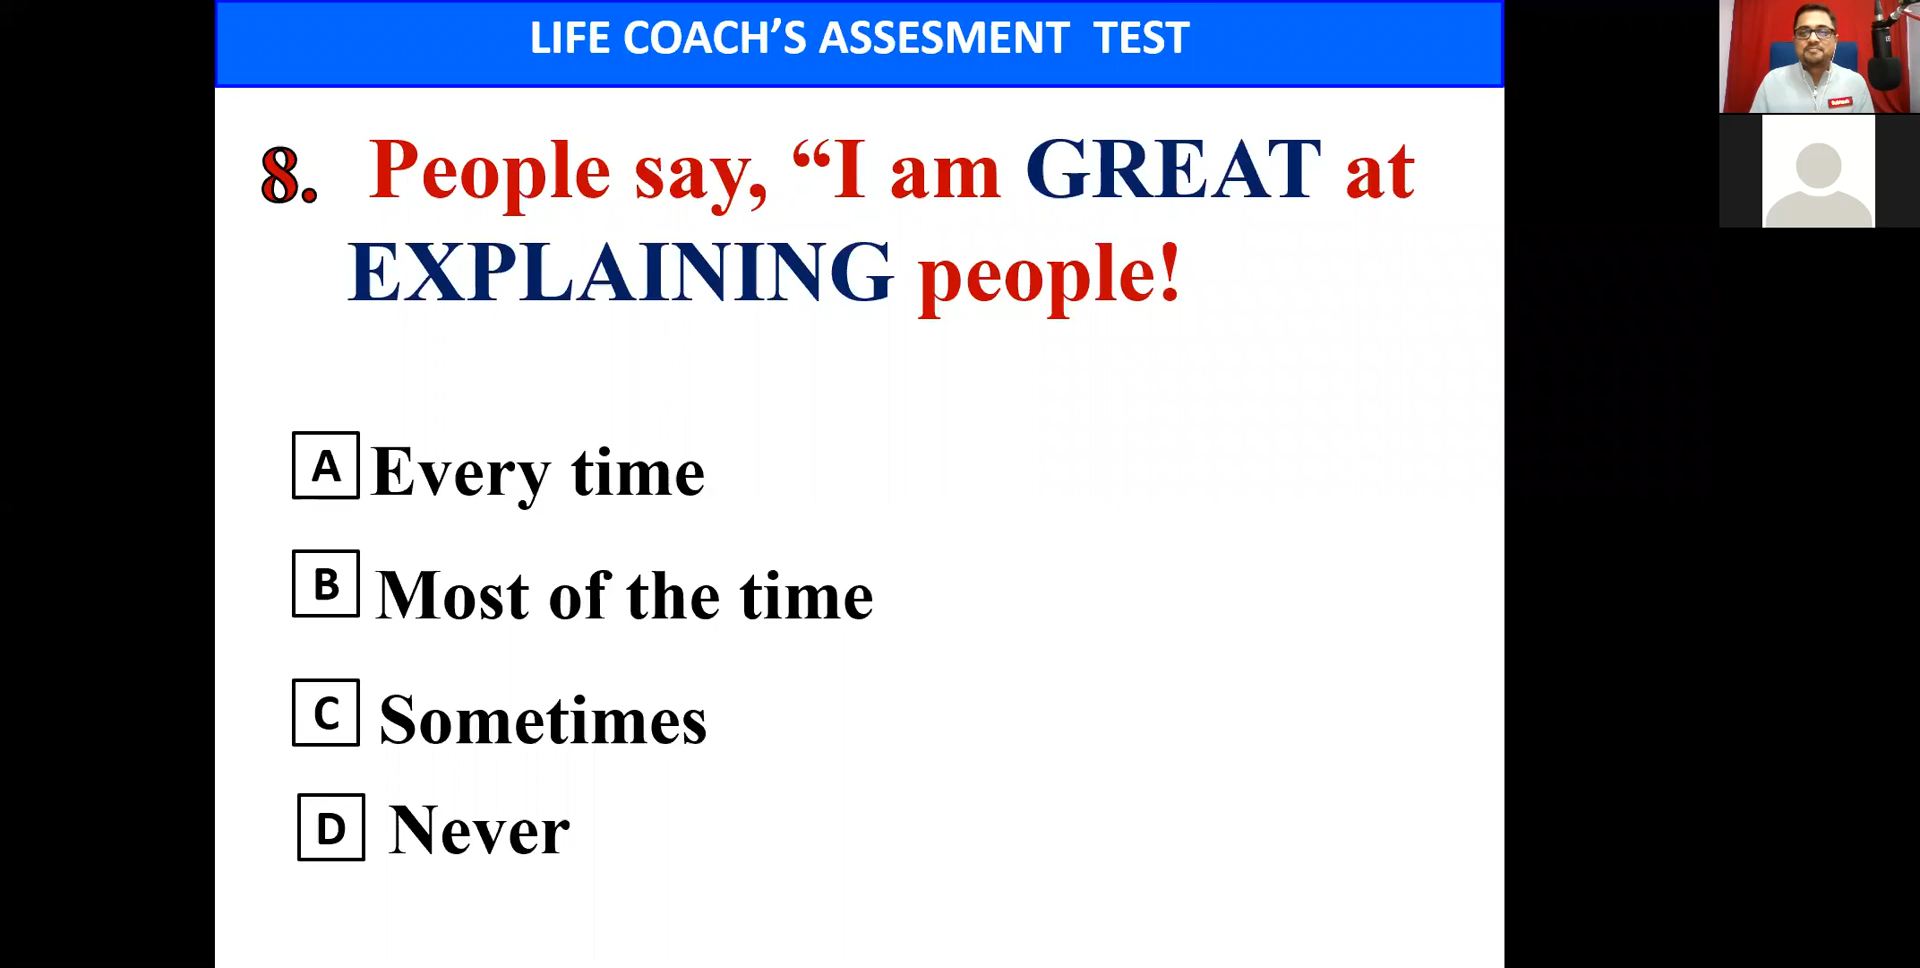 LIFE COACH’S ASSESMENT TEST
8. People say, “I am GREAT at
EXPLAINING people!
A Every time
B Most of the time
C Sometimes
D Never